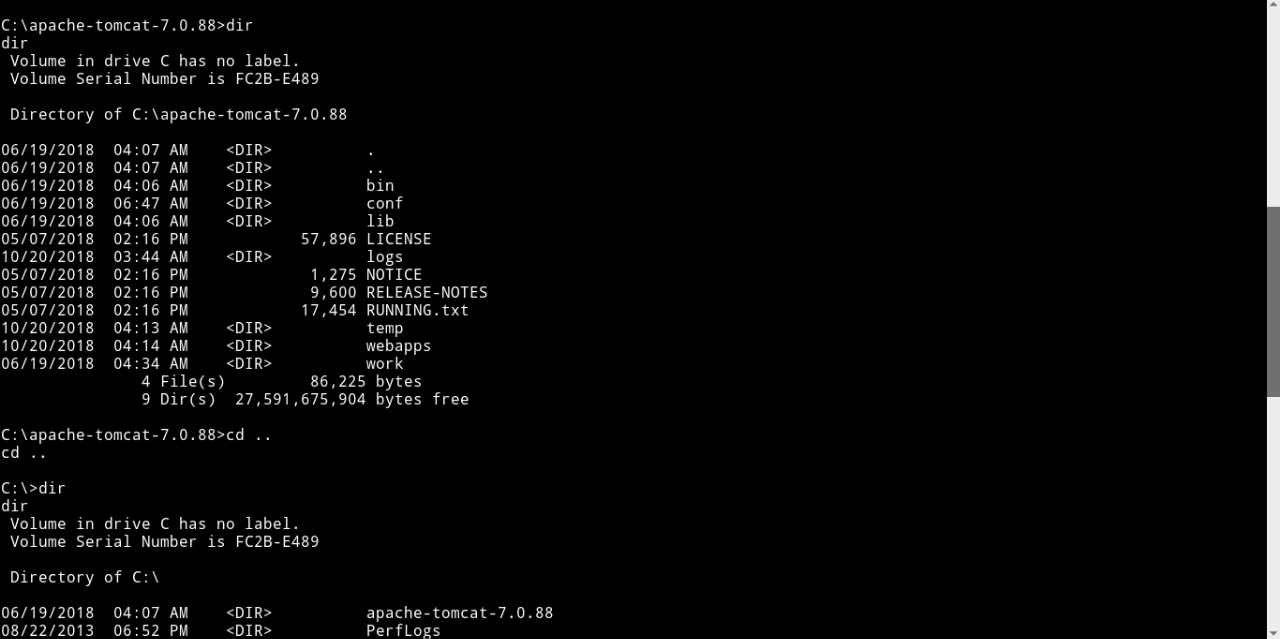 C:\apache-tomcat-7.0.88>dir
dir
 Volume in drive C has no label.
 Volume Serial Number is FC2B-E489

 Directory of C:\apache-tomcat-7.0.88

06/19/2018  04:07 AM    <DIR>          .
06/19/2018  04:07 AM    <DIR>          ..
06/19/2018  04:06 AM    <DIR>          bin
06/19/2018  06:47 AM    <DIR>          conf
06/19/2018  04:06 AM    <DIR>          lib
05/07/2018  02:16 PM            57,896 LICENSE
10/20/2018  03:44 AM    <DIR>          logs
05/07/2018  02:16 PM             1,275 NOTICE
05/07/2018  02:16 PM             9,600 RELEASE-NOTES
05/07/2018  02:16 PM            17,454 RUNNING.txt
10/20/2018  04:13 AM    <DIR>          temp
10/20/2018  04:14 AM    <DIR>          webapps
06/19/2018  04:34 AM    <DIR>          work
               4 File(s)         86,225 bytes
               9 Dir(s)  27,591,675,904 bytes free

C:\apache-tomcat-7.0.88>cd ..
cd ..

C:\>dir
dir
 Volume in drive C has no label.
 Volume Serial Number is FC2B-E489

 Directory of C:\

06/19/2018  04:07 AM    <DIR>          apache-tomcat-7.0.88
08/22/2013  06:52 PM    <DIR>          PerfLogs